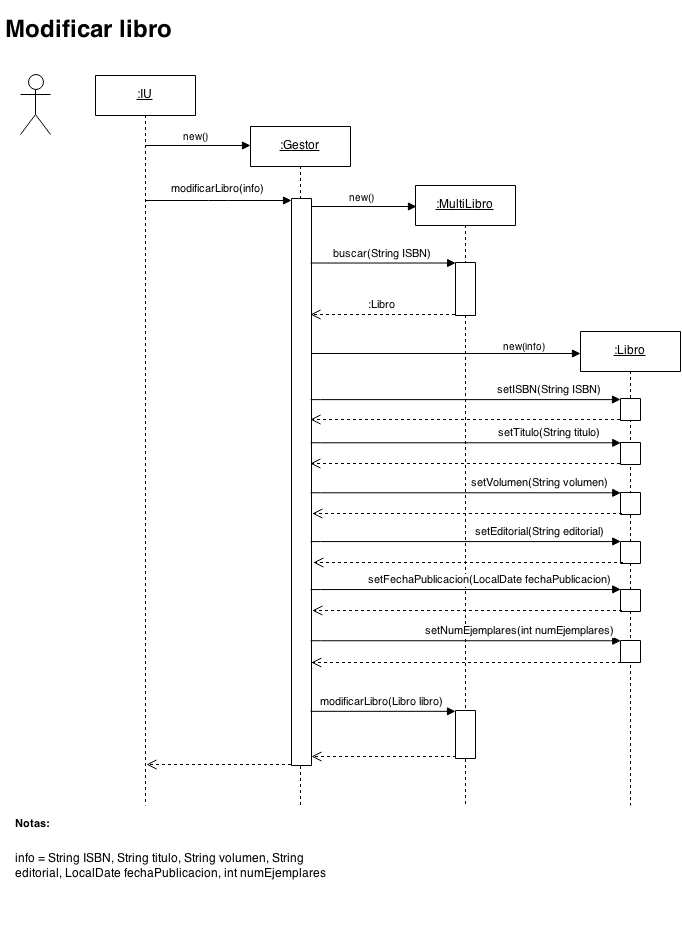 Modificar libro
:IU
new()
:Gestor
modificarLibro(info)
new()
:MultiLibro
buscar(String ISBN)
:Libro
new(info)
:Libro
setISBN(String ISBN)
setTitulo(String titulo)
setVolumen(String volumen)
setEditorial(String editorial)
setFechaPublicacion(LocalDate fechaPublicacion)
setNumEjemplares(int numEjemplares)
modificarLibro(Libro libro)
Notas:
info = String ISBN, String titulo, String volumen, String
editorial, LocalDate fechaPublicacion, int numEjemplares